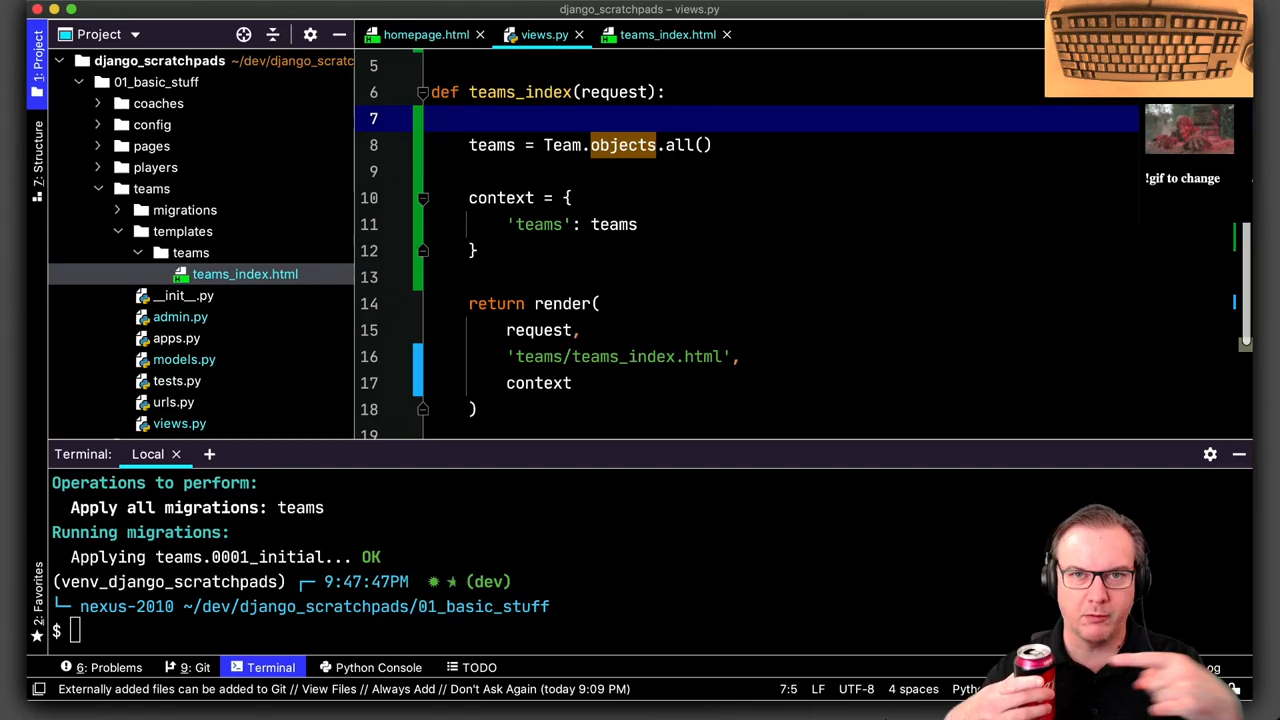 django_scratchpads – views.py
Project
homepage.html
views.py
teams_index.html
1: Project
7: Structure
2: Favorites
django_scratchpads ~/dev/django_scratc
01_basic_stuff
coaches
config
pages
players
teams
migrations
templates
teams
teams_index.html
__init__.py
admin.py
apps.py
models.py
tests.py
urls.py
views.py
5
6 def teams_index(request):
7
8 teams = Team.objects.all()
9
10 context = {
11 'teams': teams
12 }
13
14 return render(
15 request,
16 'teams/teams_index.html',
17 context
18 )
19
!gif to change
Terminal: Local +
Operations to perform:
Apply all migrations: teams
Running migrations:
Applying teams.0001_initial... OK
(venv_django_scratchpads) ┌─ 9:47:47PM ✹ ★ (dev)
└─ nexus-2010 ~/dev/django_scratchpads/01_basic_stuff
$
6: Problems
9: Git
Terminal
Python Console
TODO
Externally added files can be added to Git // View Files // Always Add // Don't Ask Again (today 9:09 PM)
7:5 LF UTF-8 4 spaces